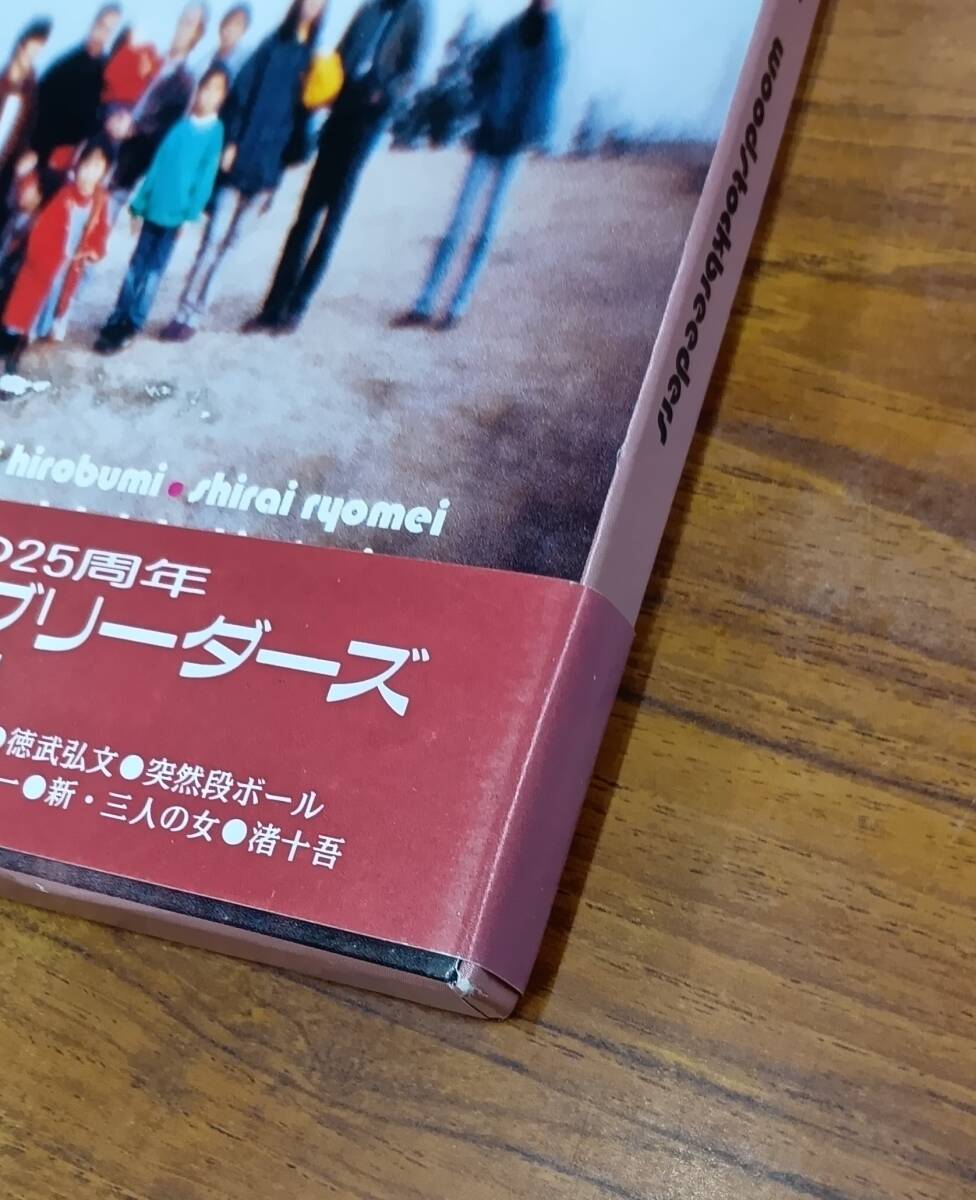 hirobumi • shirai ryomei
の25周年
ブリーダーズ
●徳武弘文●突然段ボール
ー●新・三人の女●渚十吾
woodstockbreeders